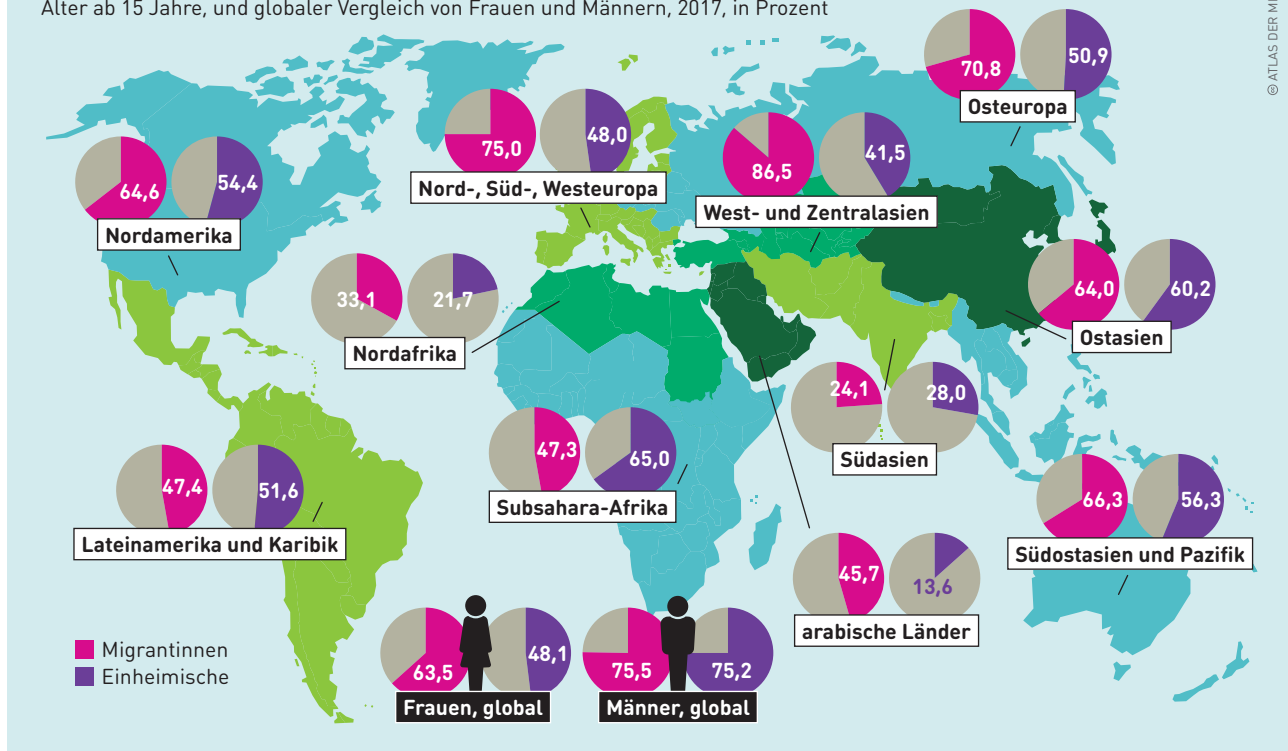 Alter ab 15 Jahre, und globaler Vergleich von Frauen und Männern, 2017, in Prozent
© ATLAS DER
70,8
50,9
Osteuropa
75,0
48,0
Nord-, Süd-, Westeuropa
86,5
41,5
West- und Zentralasien
64,6
54,4
Nordamerika
33,1
21,7
Nordafrika
64,0
60,2
Ostasien
24,1
28,0
Südasien
47,3
65,0
Subsahara-Afrika
47,4
51,6
Lateinamerika und Karibik
66,3
56,3
Südostasien und Pazifik
45,7
13,6
arabische Länder
Migrantinnen
Einheimische
63,5
48,1
Frauen, global
75,5
75,2
Männer, global